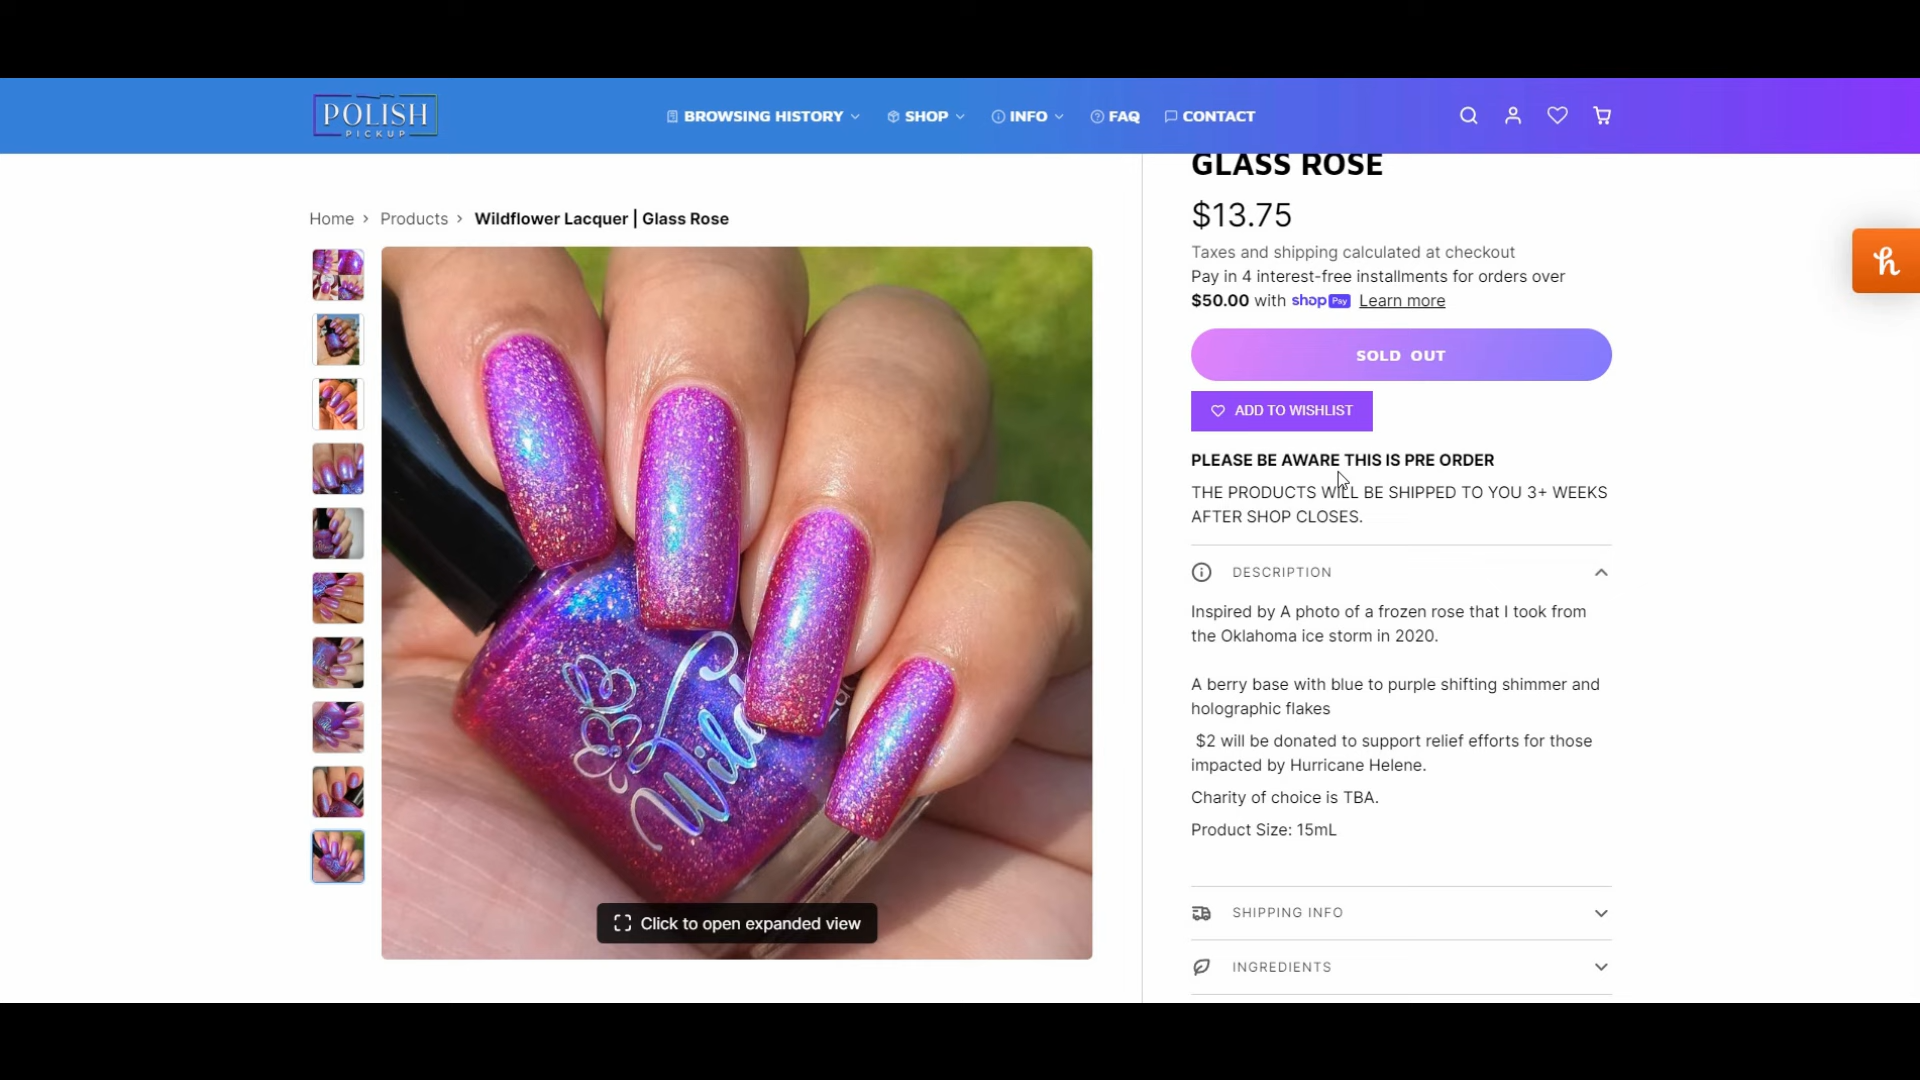 POLISH
PICKUP
BROWSING HISTORY
SHOP
INFO
FAQ
CONTACT
Home > Products > Wildflower Lacquer | Glass Rose
GLASS ROSE
$13.75
Taxes and shipping calculated at checkout
Pay in 4 interest-free installments for orders over
$50.00 with shop Pay Learn more
SOLD OUT
ADD TO WISHLIST
PLEASE BE AWARE THIS IS PRE ORDER
THE PRODUCTS WILL BE SHIPPED TO YOU 3+ WEEKS
AFTER SHOP CLOSES.
DESCRIPTION
Inspired by A photo of a frozen rose that I took from
the Oklahoma ice storm in 2020.
A berry base with blue to purple shifting shimmer and
holographic flakes
$2 will be donated to support relief efforts for those
impacted by Hurricane Helene.
Charity of choice is TBA.
Product Size: 15mL
SHIPPING INFO
INGREDIENTS
Click to open expanded view